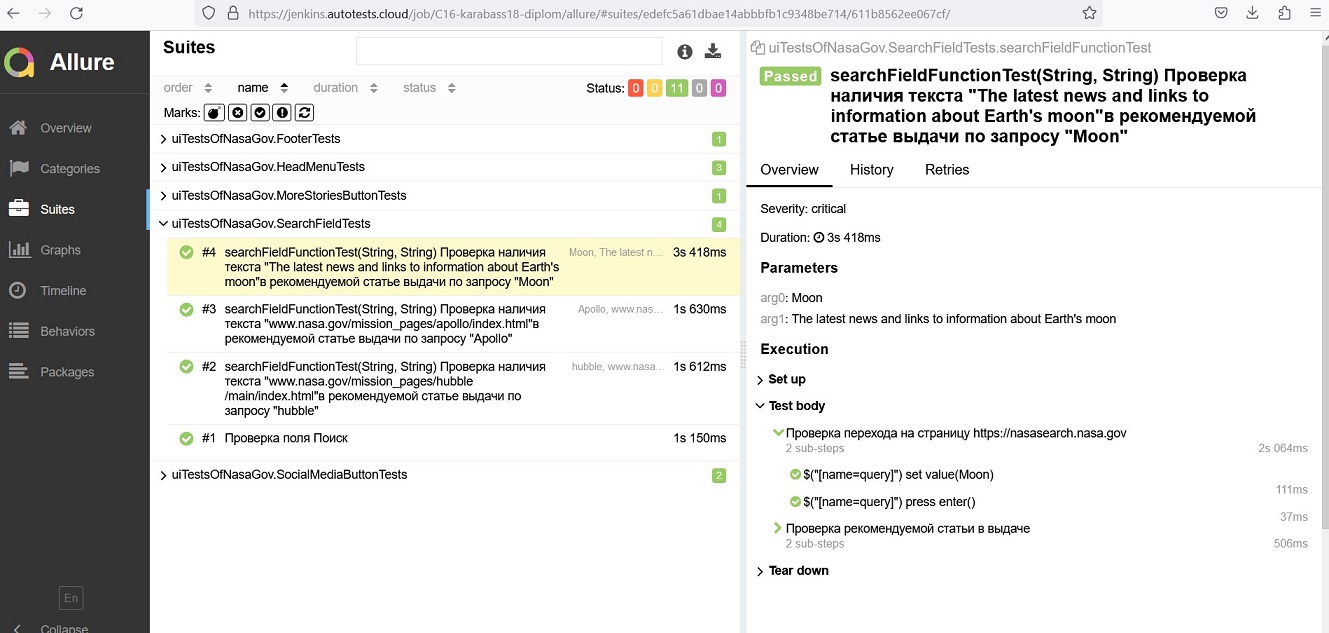 https://jenkins.autotests.cloud/job/C16-karabass18-diplom/allure/#suites/edefc5a61dbae14abbbfb1c9348be714/611b8562ee067cf/
Allure
Overview
Categories
Suites
Graphs
Timeline
Behaviors
Packages
En
Collapse
Suites
order name duration status Status: 0 0 11 0 0
Marks:
uiTestsOfNasaGov.FooterTests 1
uiTestsOfNasaGov.HeadMenuTests 3
uiTestsOfNasaGov.MoreStoriesButtonTests 1
uiTestsOfNasaGov.SearchFieldTests 4
#4 searchFieldFunctionTest(String, String) Проверка наличия Moon, The latest n... 3s 418ms
текста "The latest news and links to information about Earth's
moon"в рекомендуемой статье выдачи по запросу "Moon"
#3 searchFieldFunctionTest(String, String) Проверка наличия Apollo, www.nas... 1s 630ms
текста "www.nasa.gov/mission_pages/apollo/index.html"в
рекомендуемой статье выдачи по запросу "Apollo"
#2 searchFieldFunctionTest(String, String) Проверка наличия hubble, www.nasa... 1s 612ms
текста "www.nasa.gov/mission_pages/hubble
/main/index.html"в рекомендуемой статье выдачи по
запросу "hubble"
#1 Проверка поля Поиск 1s 150ms
uiTestsOfNasaGov.SocialMediaButtonTests 2
uiTestsOfNasaGov.SearchFieldTests.searchFieldFunctionTest
Passed searchFieldFunctionTest(String, String) Проверка
наличия текста "The latest news and links to
information about Earth's moon"в рекомендуемой
статье выдачи по запросу "Moon"
Overview History Retries
Severity: critical
Duration: 3s 418ms
Parameters
arg0: Moon
arg1: The latest news and links to information about Earth's moon
Execution
Set up
Test body
Проверка перехода на страницу https://nasasearch.nasa.gov
2 sub-steps 2s 064ms
$("[name=query]") set value(Moon)
111ms
$("[name=query]") press enter()
37ms
Проверка рекомендуемой статьи в выдаче
2 sub-steps 506ms
Tear down